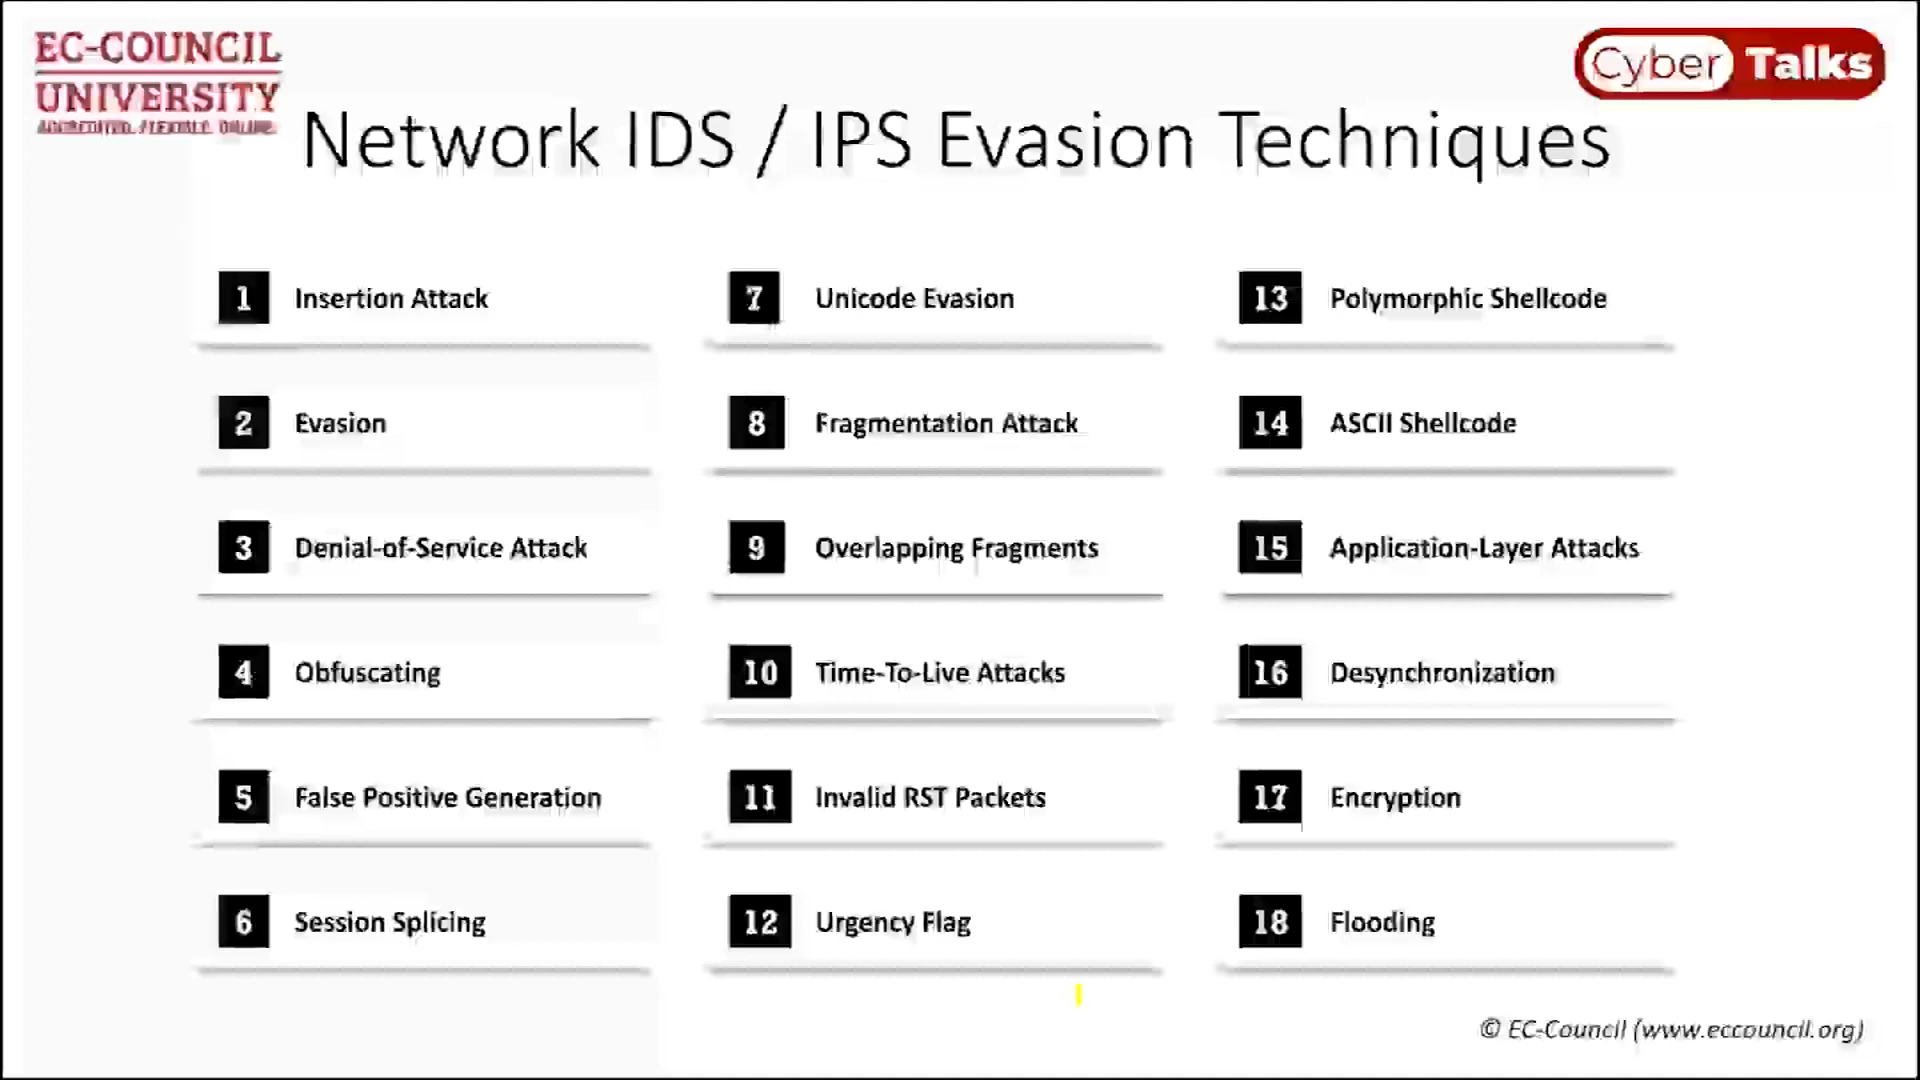 EC-COUNCIL
UNIVERSITY
ACCREDITED. FLEXIBLE. ONLINE.
Cyber Talks
Network IDS / IPS Evasion Techniques
1 Insertion Attack
2 Evasion
3 Denial-of-Service Attack
4 Obfuscating
5 False Positive Generation
6 Session Splicing
7 Unicode Evasion
8 Fragmentation Attack
9 Overlapping Fragments
10 Time-To-Live Attacks
11 Invalid RST Packets
12 Urgency Flag
13 Polymorphic Shellcode
14 ASCII Shellcode
15 Application-Layer Attacks
16 Desynchronization
17 Encryption
18 Flooding
© EC-Council (www.eccouncil.org)